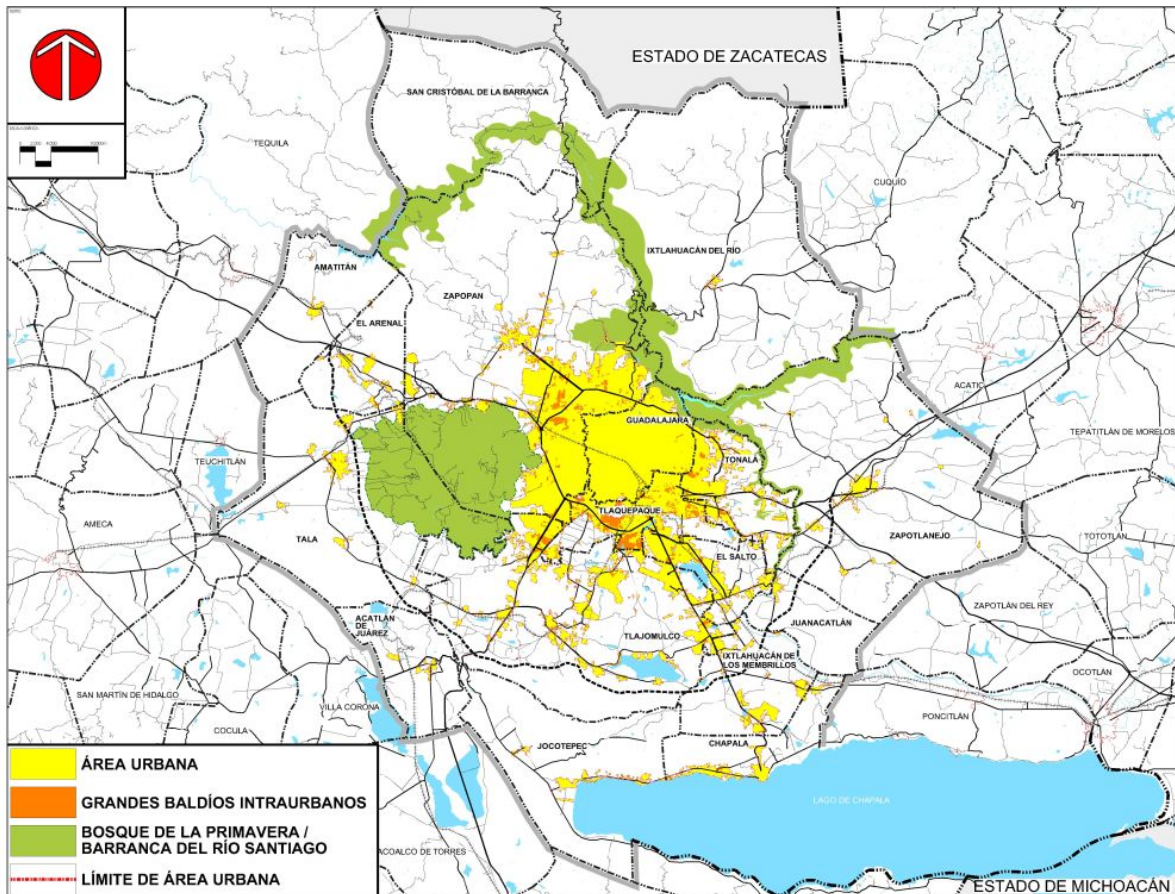 ESTADO DE ZACATECAS
SAN CRISTÓBAL DE LA BARRANCA
TEQUILA
CUQUÍO
IXTLAHUACÁN DEL RÍO
AMATITÁN
ZAPOPAN
EL ARENAL
ACATIC
GUADALAJARA
TEPATITLÁN DE MORELOS
TONALÁ
TEUCHITLÁN
TLAQUEPAQUE
AMECA
ZAPOTLANEJO
TALA
TOTOTLÁN
EL SALTO
ZAPOTLÁN DEL REY
ACATLÁN
DE
JUÁREZ
JUANACATLÁN
TLAJOMULCO
IXTLAHUACÁN DE
LOS MEMBRILLOS
OCOTLÁN
SAN MARTÍN DE HIDALGO
VILLA CORONA
PONCITLÁN
COCULA
JOCOTEPEC
CHAPALA
LAGO DE CHAPALA
ACOALCO DE TORRES
ESTADO DE MICHOACÁN
ÁREA URBANA
GRANDES BALDÍOS INTRAURBANOS
BOSQUE DE LA PRIMAVERA /
BARRANCA DEL RÍO SANTIAGO
LÍMITE DE ÁREA URBANA